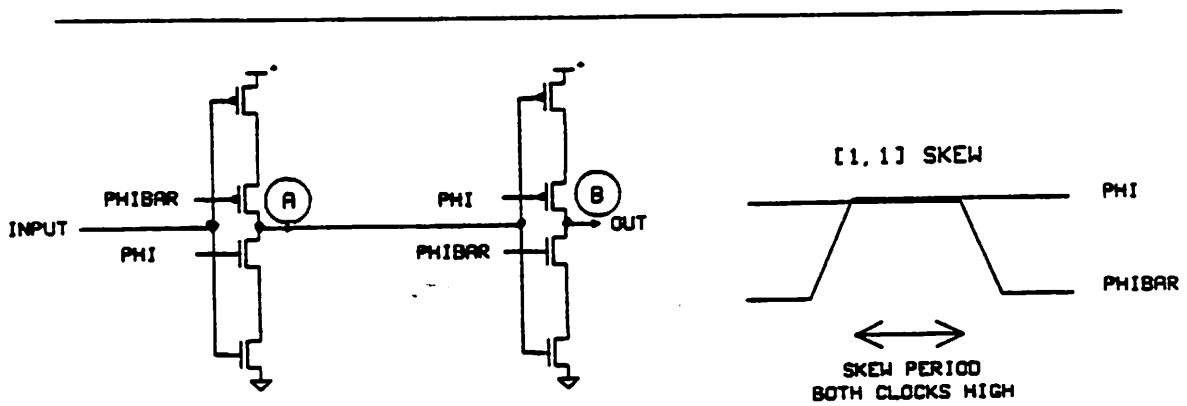 PHIBAR
A
INPUT
PHI
PHI
B
OUT
PHIBAR
[1,1] SKEW
PHI
PHIBAR
SKEW PERIOD
BOTH CLOCKS HIGH